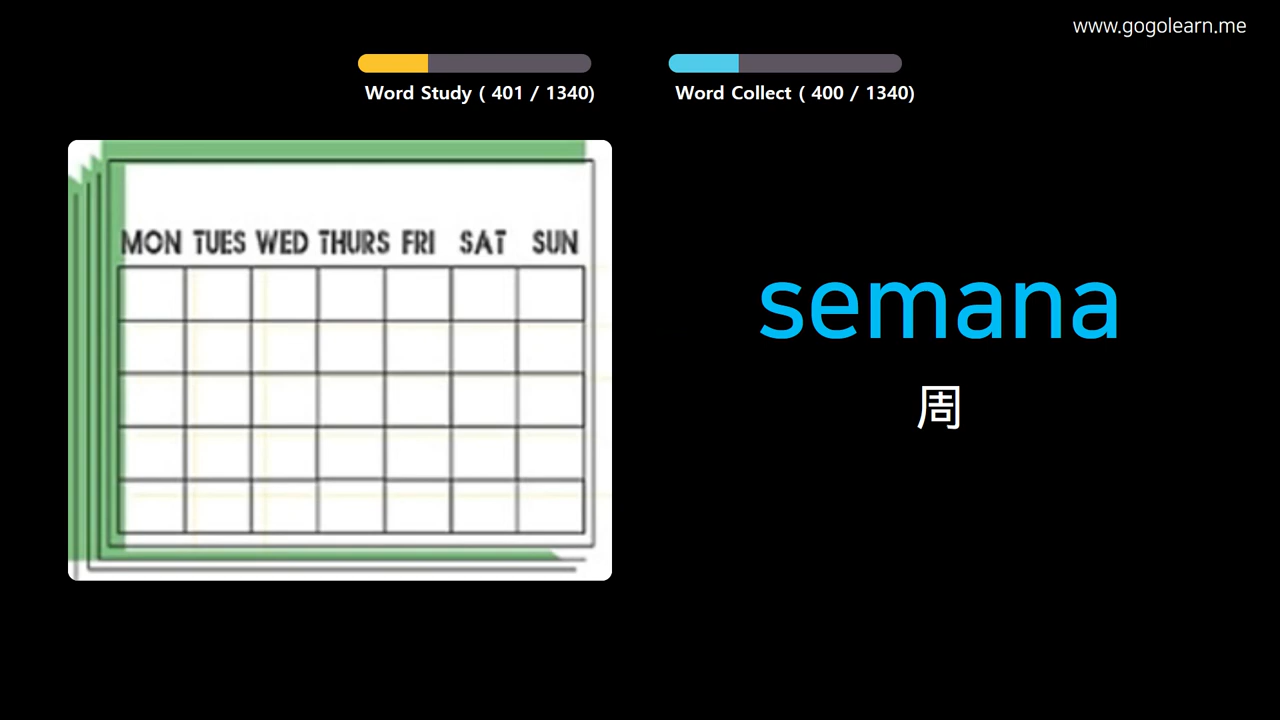 www.gogolearn.me
Word Study ( 401 / 1340)
Word Collect ( 400 / 1340)
MON TUES WED THURS FRI SAT SUN
semana
周